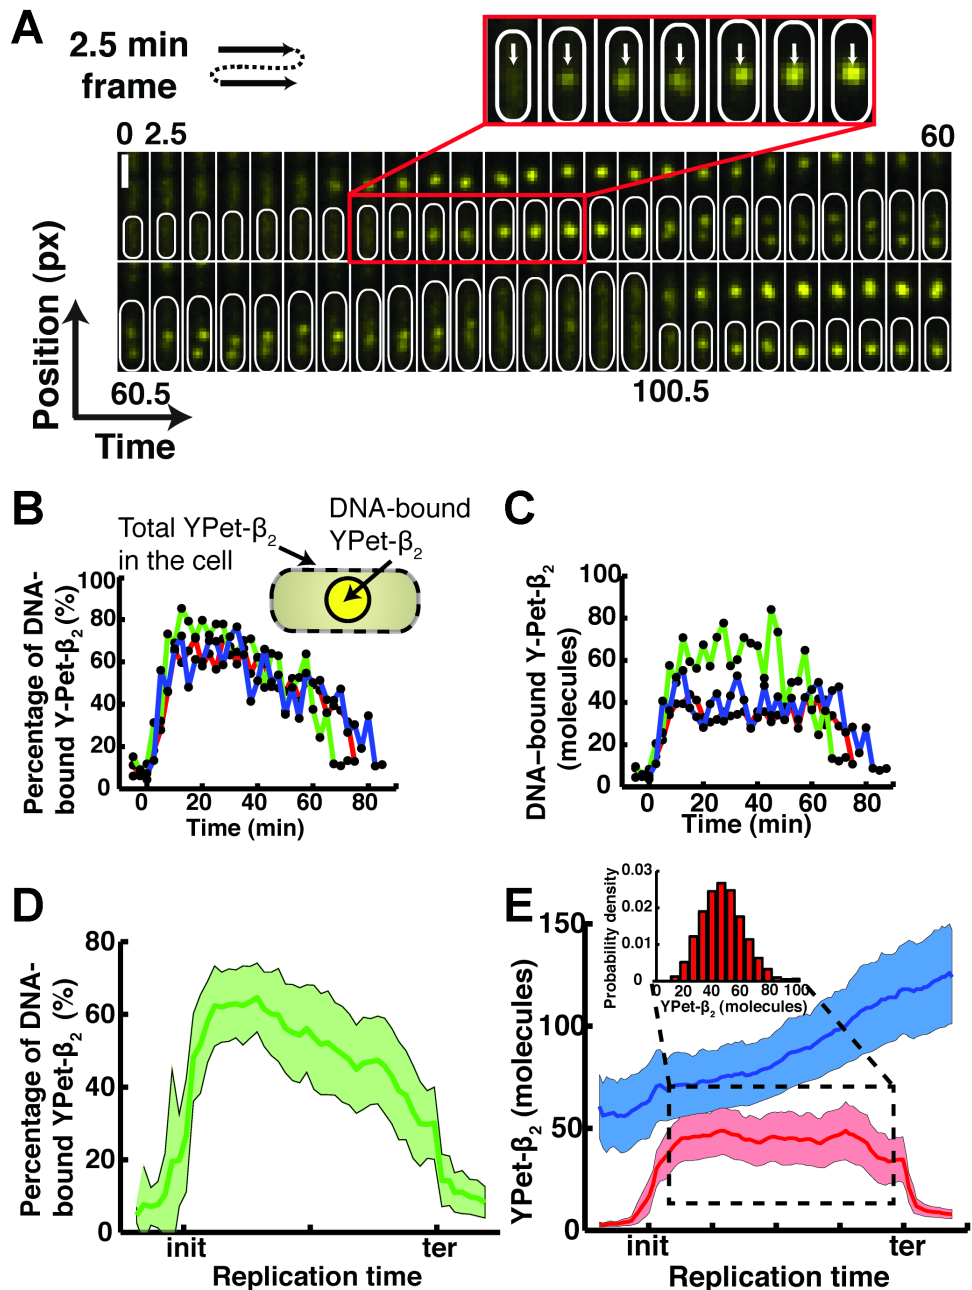 A
2.5 min
frame
0 2.5
60
Position (px)
60.5
100.5
Time
B
Total YPet-β2
in the cell
DNA-bound
YPet-β2
Percentage of DNA-
bound Y-Pet-β2 (%)
100
80
60
40
20
0
0 20 40 60 80
Time (min)
C
DNA–bound Y-Pet-β2
(molecules)
100
80
60
40
20
0
0 20 40 60 80
Time (min)
D
Percentage of DNA-
bound YPet-β2 (%)
80
60
40
20
0
init ter
Replication time
E
YPet-β2 (molecules)
150
100
50
0
Probability density
0.03
0.02
0.01
0
0 20 40 60 80 100
YPet-β2 (molecules)
init ter
Replication time